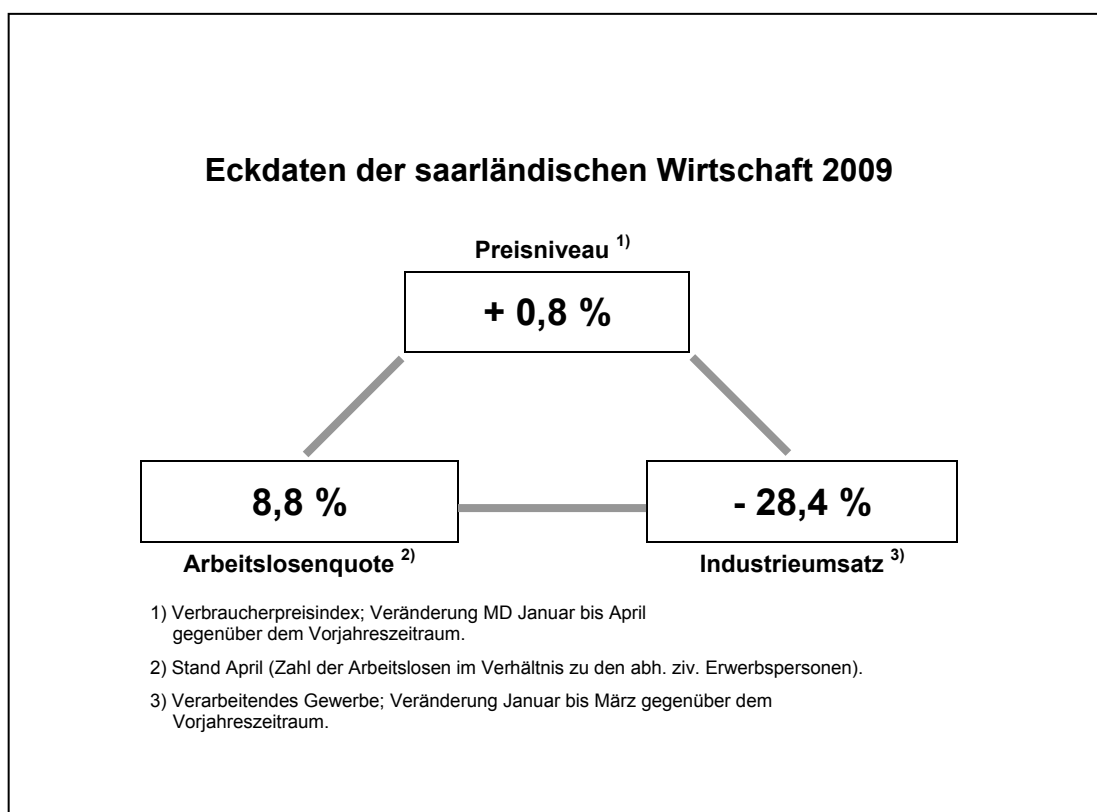 Eckdaten der saarländischen Wirtschaft 2009
Preisniveau 1)
+ 0,8 %
8,8 %
Arbeitslosenquote 2)
- 28,4 %
Industrieumsatz 3)
1) Verbraucherpreisindex; Veränderung MD Januar bis April
gegenüber dem Vorjahreszeitraum.
2) Stand April (Zahl der Arbeitslosen im Verhältnis zu den abh. ziv. Erwerbspersonen).
3) Verarbeitendes Gewerbe; Veränderung Januar bis März gegenüber dem
Vorjahreszeitraum.